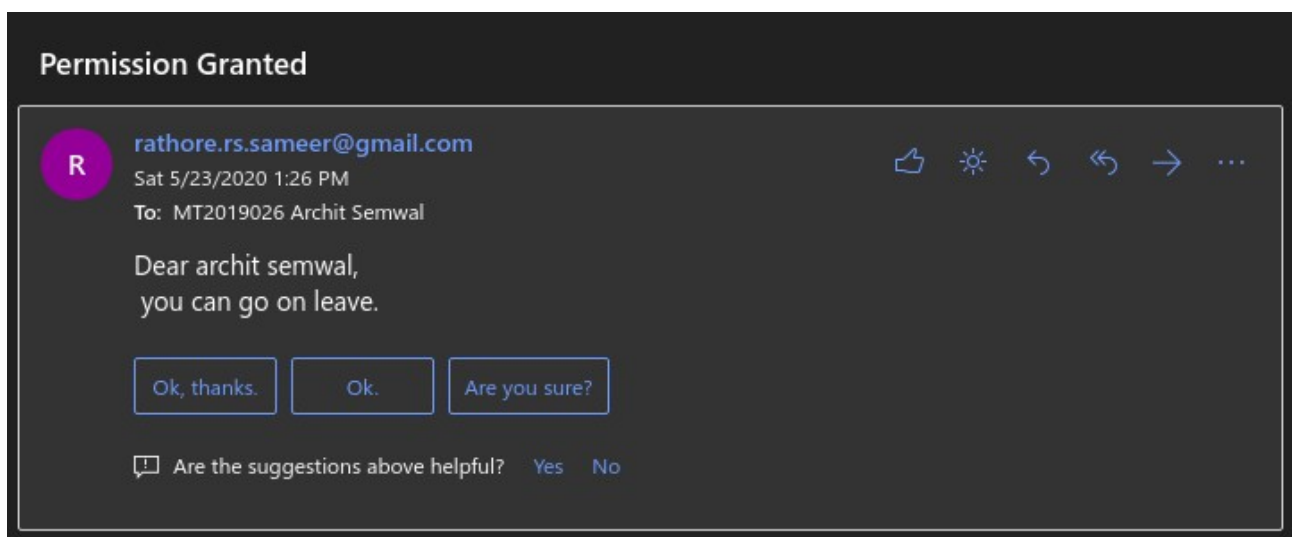 Permission Granted
R
rathore.rs.sameer@gmail.com
Sat 5/23/2020 1:26 PM
To: MT2019026 Archit Semwal
Dear archit semwal,
you can go on leave.
Ok, thanks.
Ok.
Are you sure?
Are the suggestions above helpful? Yes No